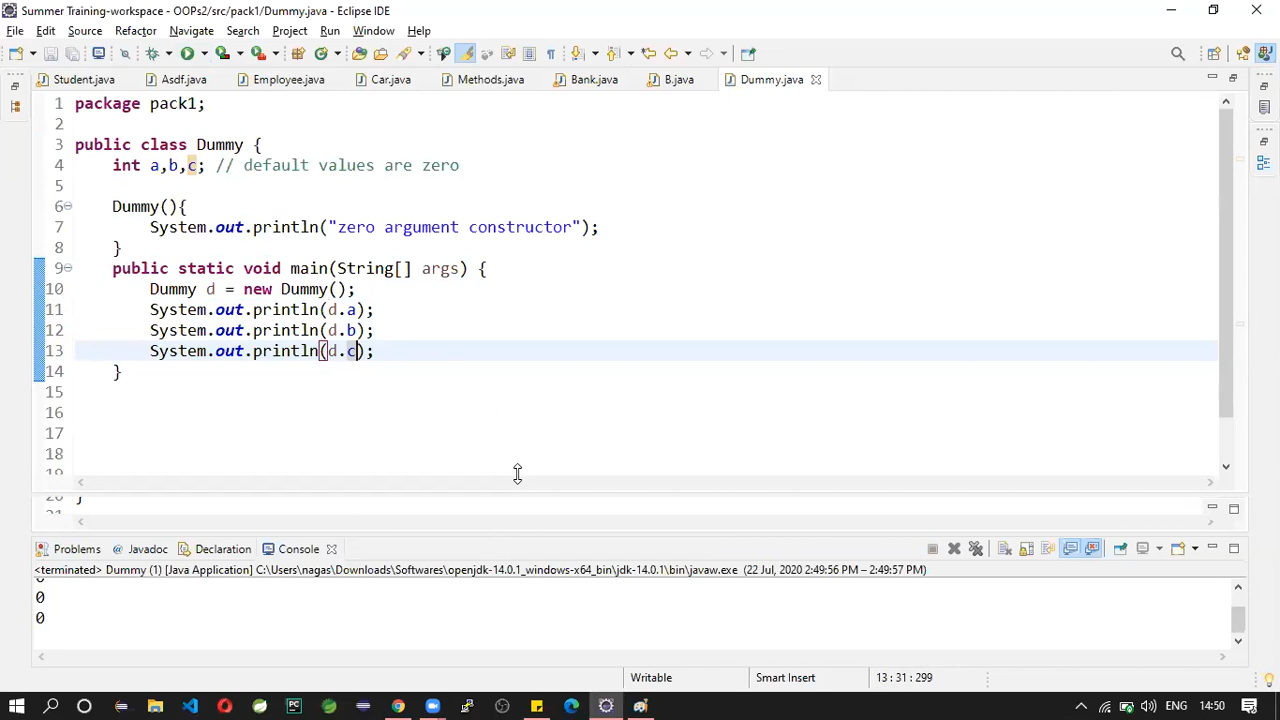 Summer Training-workspace - OOPs2/src/pack1/Dummy.java - Eclipse IDE
File Edit Source Refactor Navigate Search Project Run Window Help
Student.java Asdf.java Employee.java Car.java Methods.java Bank.java B.java Dummy.java
1 package pack1;
2
3 public class Dummy {
4 int a,b,c; // default values are zero
5
6 Dummy(){
7 System.out.println("zero argument constructor");
8 }
9 public static void main(String[] args) {
10 Dummy d = new Dummy();
11 System.out.println(d.a);
12 System.out.println(d.b);
13 System.out.println(d.c);
14 }
15
16
17
18
19
20 }
21
Problems Javadoc Declaration Console
<terminated> Dummy (1) [Java Application] C:\Users\nagas\Downloads\Softwares\openjdk-14.0.1_windows-x64_bin\jdk-14.0.1\bin\javaw.exe (22 Jul, 2020 2:49:56 PM – 2:49:57 PM)
0
0
0
Writable Smart Insert 13 : 31 : 299
ENG 14:50